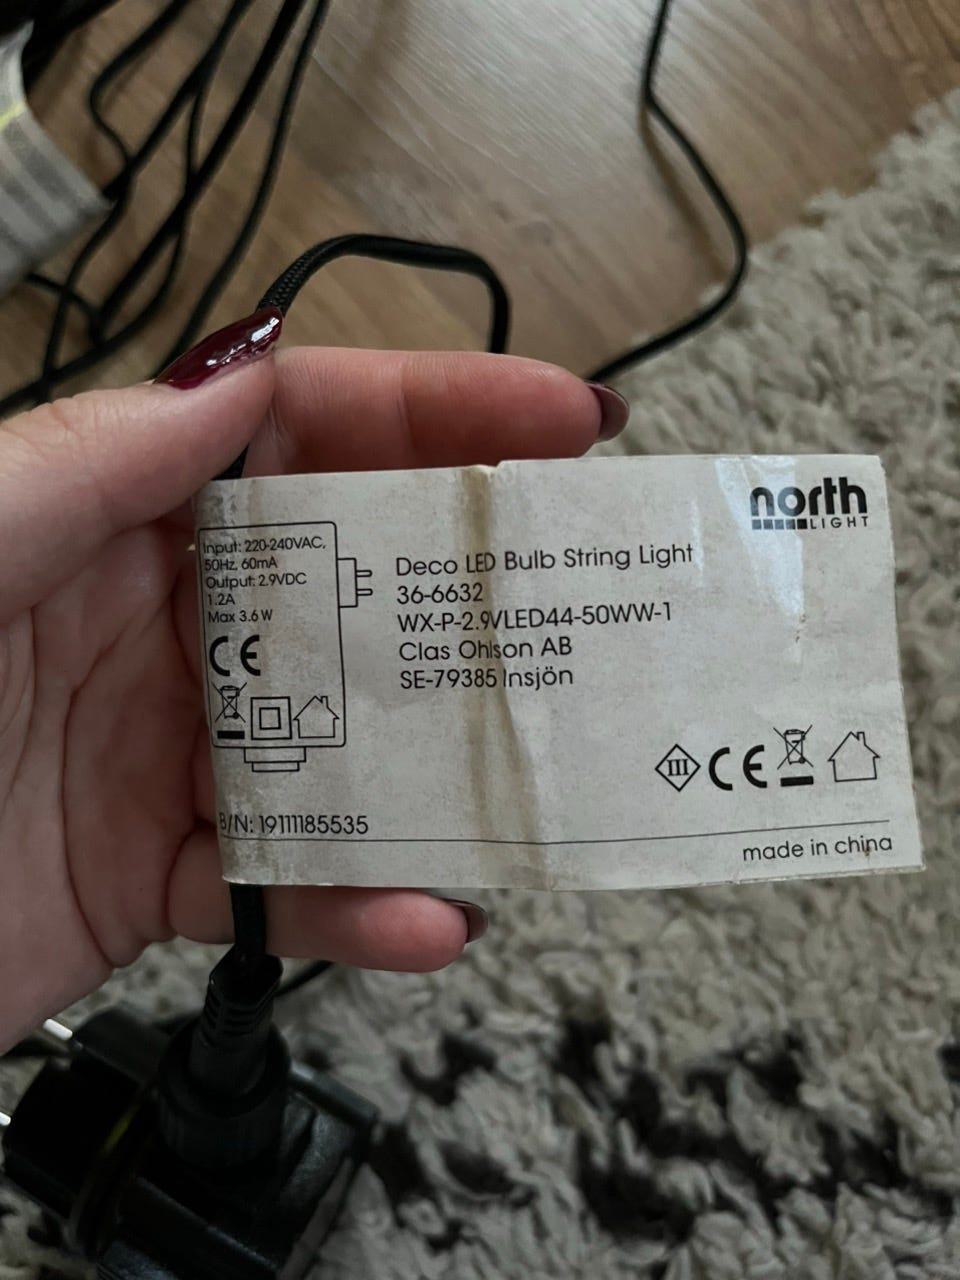 north
LIGHT
Input: 220-240VAC,
50Hz, 60mA
Output: 2.9VDC
1.2A
Max 3.6 W
CE
Deco LED Bulb String Light
36-6632
WX-P-2.9VLED44-50WW-1
Clas Ohlson AB
SE-79385 Insjön
III
CE
B/N: 19111185535
made in china